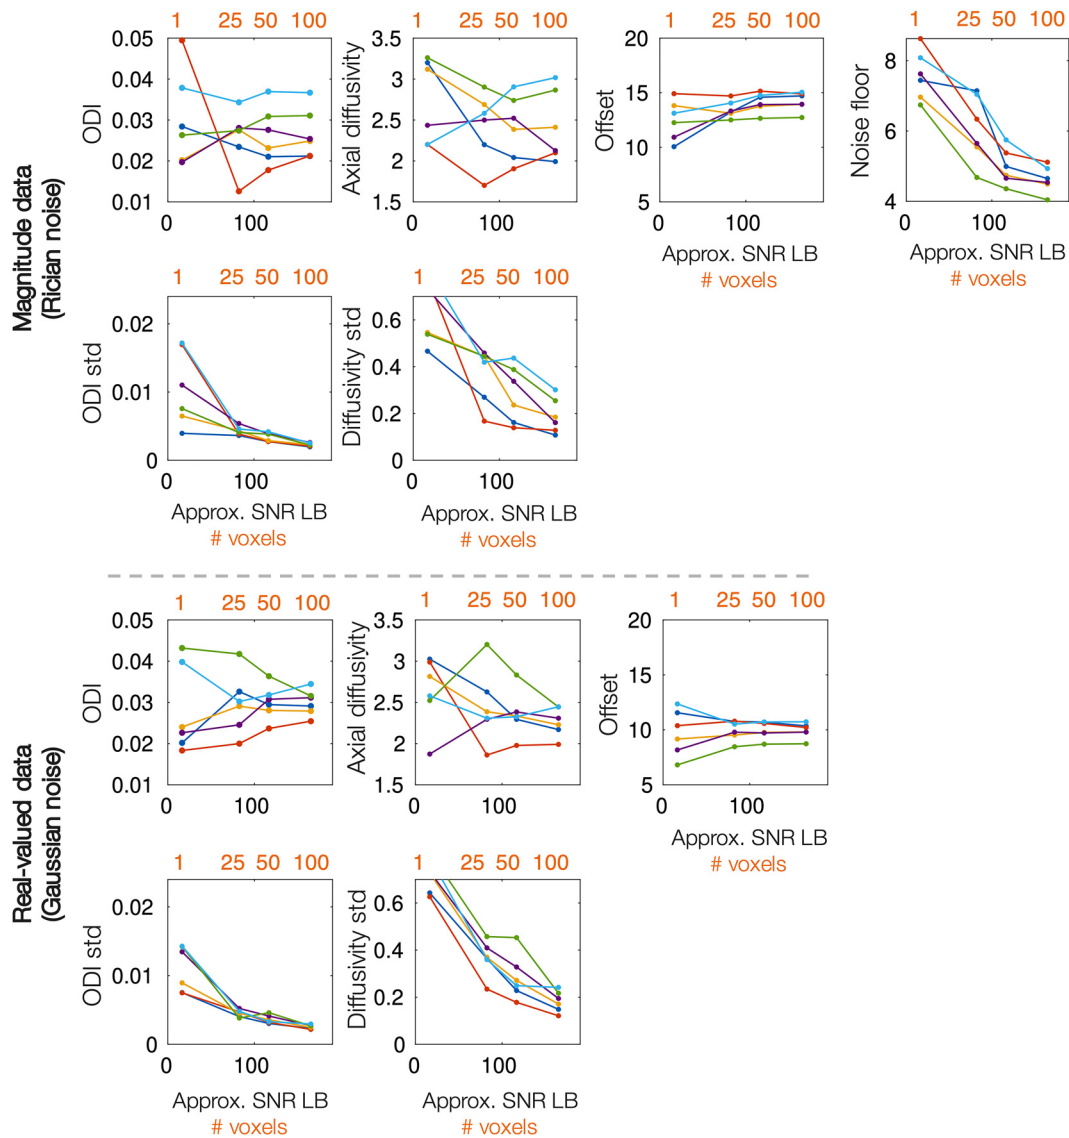 Magnitude data
(Rician noise)
1 25 50 100
ODI
0.05
0.04
0.03
0.02
0.01
0 100
1 25 50 100
Axial diffusivity
3.5
3
2.5
2
1.5
0 100
1 25 50 100
Offset
20
15
10
5
0 100
Approx. SNR LB
# voxels
1 25 50 100
Noise floor
8
6
4
0 100
Approx. SNR LB
# voxels
1 25 50 100
ODI std
0.02
0.01
0
0 100
Approx. SNR LB
# voxels
1 25 50 100
Diffusivity std
0.6
0.4
0.2
0
0 100
Approx. SNR LB
# voxels
Real-valued data
(Gaussian noise)
1 25 50 100
ODI
0.05
0.04
0.03
0.02
0.01
0 100
1 25 50 100
Axial diffusiyity
3.5
3
2.5
2
1.5
0 100
1 25 50 100
Offset
20
15
10
5
0 100
Approx. SNR LB
# voxels
1 25 50 100
ODI std
0.02
0.01
0
0 100
Approx. SNR LB
# voxels
1 25 50 100
Diffusivity std
0.6
0.4
0.2
0
0 100
Approx. SNR LB
# voxels